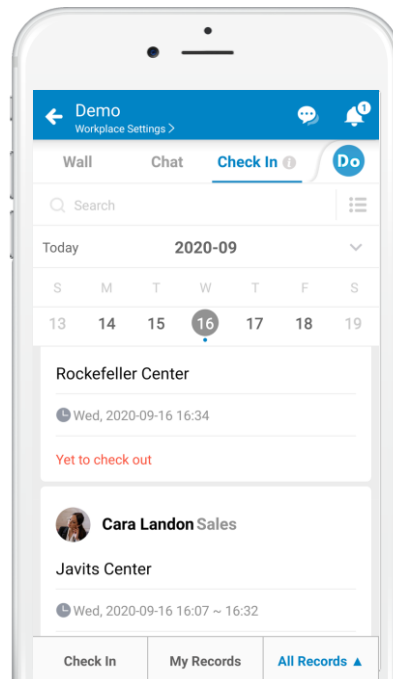 Demo
Workplace Settings >
1
Wall Chat Check In i Do
Search
Today 2020-09
S M T W T F S
13 14 15 16 17 18 19
Rockefeller Center
Wed, 2020-09-16 16:34
Yet to check out
Cara Landon Sales
Javits Center
Wed, 2020-09-16 16:07 ~ 16:32
Check In My Records All Records ▲